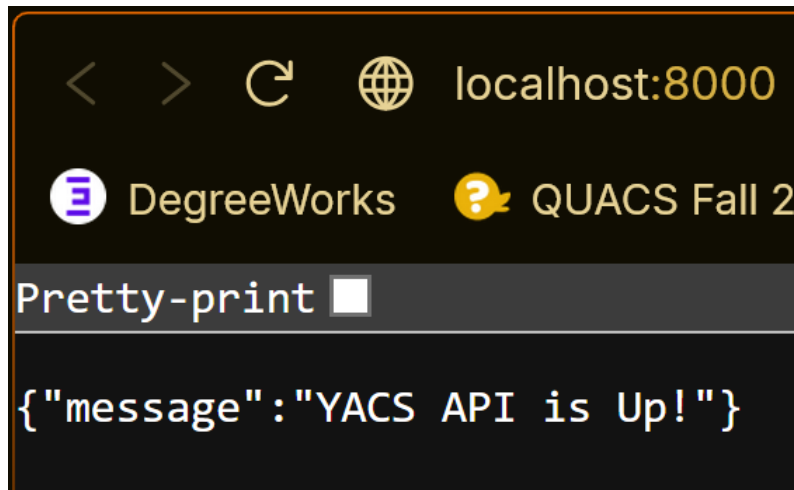 localhost:8000
DegreeWorks QUACS Fall 2
Pretty-print
{"message":"YACS API is Up!"}